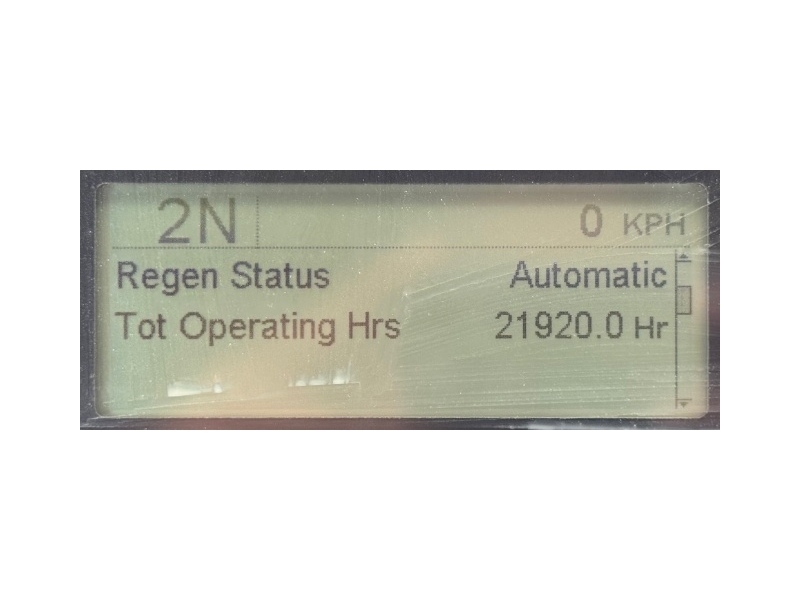 2N 0 KPH
Regen Status Automatic
Tot Operating Hrs 21920.0 Hr